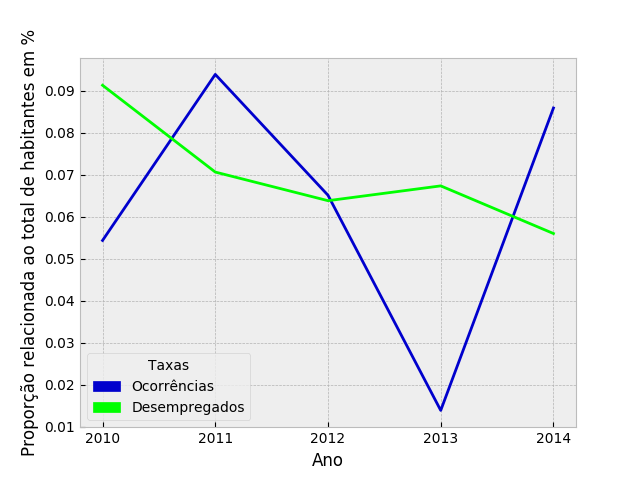 Proporção relacionada ao total de habitantes em %
0.09
0.08
0.07
0.06
0.05
0.04
0.03
0.02
0.01
Taxas
Ocorrências
Desempregados
2010 2011 2012 2013 2014
Ano